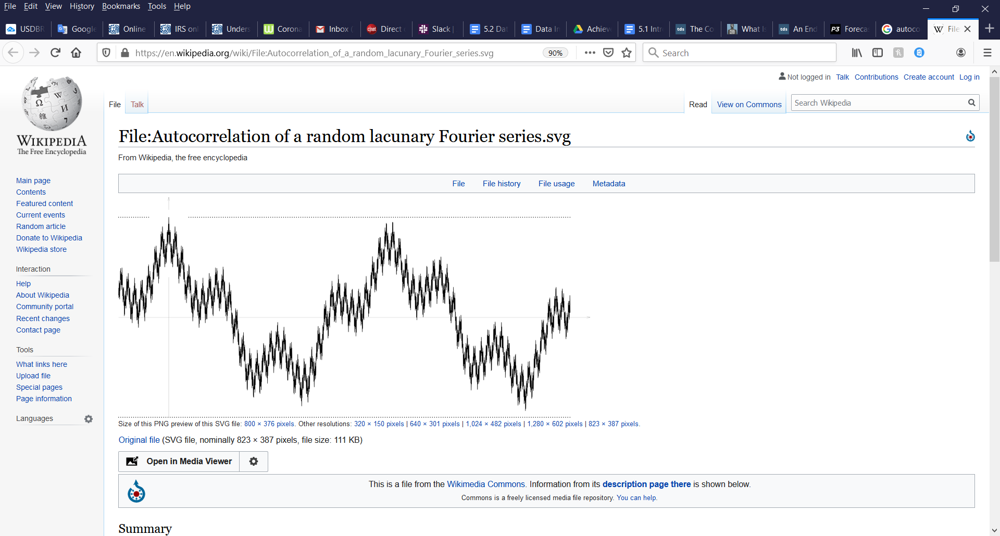 File Edit View History Bookmarks Tools Help
USDBR Google Online IRS onl Unders Corona Inbox ( Direct Slack | 5.2 Dat Data In Achieve 5.1 Intr The Co What I An End Foreca autoco File
https://en.wikipedia.org/wiki/File:Autocorrelation_of_a_random_lacunary_Fourier_series.svg 90% Search
Not logged in Talk Contributions Create account Log in
File Talk Read View on Commons Search Wikipedia
WIKIPEDIA
The Free Encyclopedia
Main page
Contents
Featured content
Current events
Random article
Donate to Wikipedia
Wikipedia store
Interaction
Help
About Wikipedia
Community portal
Recent changes
Contact page
Tools
What links here
Upload file
Special pages
Page information
Languages
File:Autocorrelation of a random lacunary Fourier series.svg
From Wikipedia, the free encyclopedia
File File history File usage Metadata
Size of this PNG preview of this SVG file: 800 × 376 pixels. Other resolutions: 320 × 150 pixels | 640 × 301 pixels | 1,024 × 482 pixels | 1,280 × 602 pixels | 823 × 387 pixels.
Original file (SVG file, nominally 823 × 387 pixels, file size: 111 KB)
Open in Media Viewer
This is a file from the Wikimedia Commons. Information from its description page there is shown below.
Commons is a freely licensed media file repository. You can help.
Summary